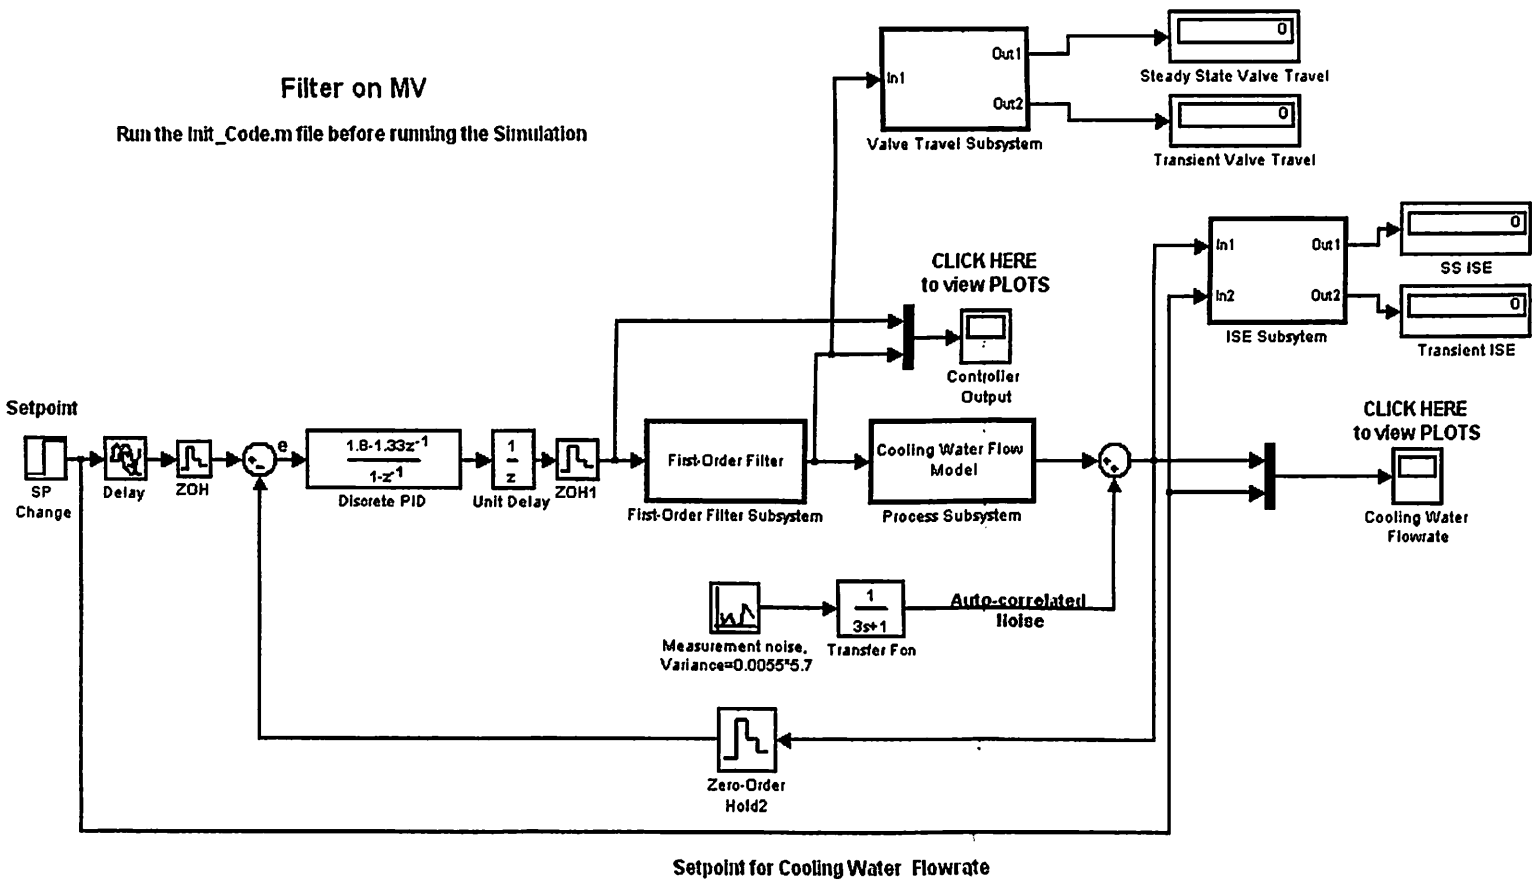 Filter on MV
Run the Init_Code.m file before running the Simulation
In1
Out1
Out2
Valve Travel Subsystem
0
Steady State Valve Travel
0
Transient Valve Travel
In1
In2
Out1
Out2
ISE Subsytem
0
SS ISE
0
Transient ISE
CLICK HERE
to view PLOTS
Controller
Output
Setpoint
SP
Change
Delay
ZOH
+
-
e
1.8-1.33z⁻¹
1-z⁻¹
Discrete PID
1
z
Unit Delay
ZOH1
First-Order Filter
First-Order Filter Subsystem
Cooling Water Flow
Model
Process Subsystem
+
+
CLICK HERE
to view PLOTS
Cooling Water
Flowrate
Measurement noise,
Variance=0.0055*5.7
1
3s+1
Transfer Fcn
Auto-correlated
Noise
Zero-Order
Hold2
Setpoint for Cooling Water Flowrate